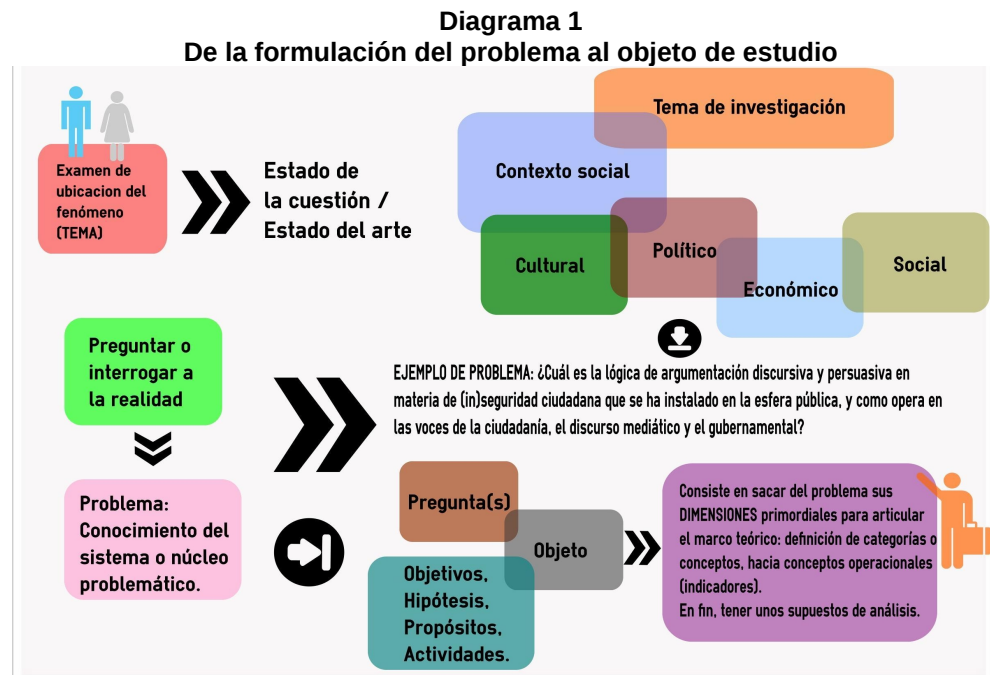 Diagrama 1
De la formulación del problema al objeto de estudio
Examen de
ubicacion del
fenómeno
(TEMA)
Estado de
la cuestión /
Estado del arte
Tema de investigación
Contexto social
Cultural
Político
Económico
Social
Preguntar o
interrogar a
la realidad
EJEMPLO DE PROBLEMA: ¿Cuál es la lógica de argumentación discursiva y persuasiva en
materia de (in)seguridad ciudadana que se ha instalado en la esfera pública, y como opera en
las voces de la ciudadanía, el discurso mediático y el gubernamental?
Problema:
Conocimiento del
sistema o núcleo
problemático.
Pregunta(s)
Objeto
Objetivos,
Hipótesis,
Propósitos,
Actividades.
Consiste en sacar del problema sus
DIMENSIONES primordiales para articular
el marco teórico: definición de categorías o
conceptos, hacia conceptos operacionales
(indicadores).
En fin, tener unos supuestos de análisis.